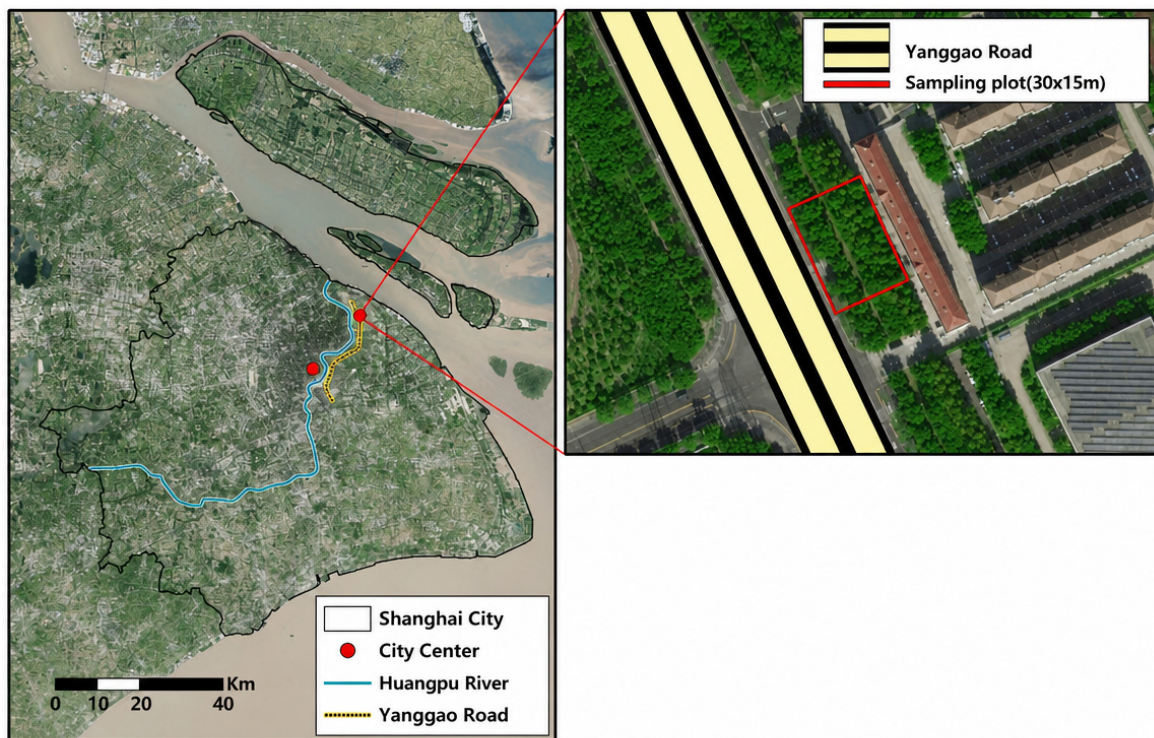 Yanggao Road
Sampling plot(30x15m)
Shanghai City
City Center
Huangpu River
Yanggao Road
Km
0 10 20 40